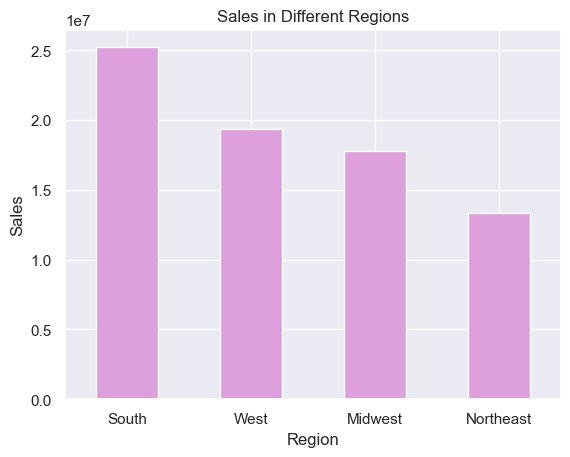 Sales in Different Regions
1e7
2.5
2.0
1.5
1.0
0.5
0.0
Sales
South West Midwest Northeast
Region